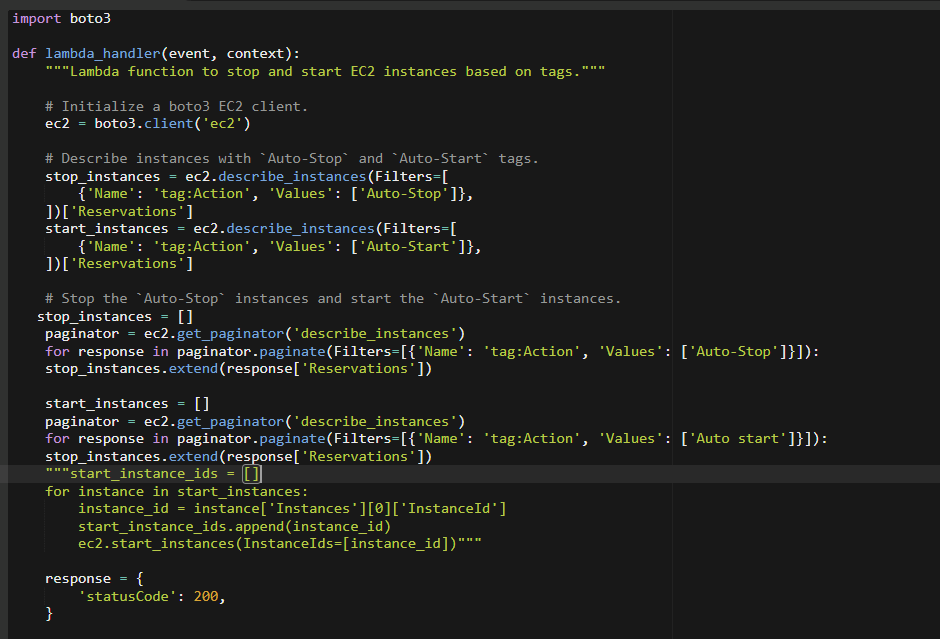 import boto3

def lambda_handler(event, context):
    """Lambda function to stop and start EC2 instances based on tags."""

    # Initialize a boto3 EC2 client.
    ec2 = boto3.client('ec2')

    # Describe instances with `Auto-Stop` and `Auto-Start` tags.
    stop_instances = ec2.describe_instances(Filters=[
        {'Name': 'tag:Action', 'Values': ['Auto-Stop']},
    ])['Reservations']
    start_instances = ec2.describe_instances(Filters=[
        {'Name': 'tag:Action', 'Values': ['Auto-Start']},
    ])['Reservations']

    # Stop the `Auto-Stop` instances and start the `Auto-Start` instances.
   stop_instances = []
    paginator = ec2.get_paginator('describe_instances')
    for response in paginator.paginate(Filters=[{'Name': 'tag:Action', 'Values': ['Auto-Stop']}]):
    stop_instances.extend(response['Reservations'])

    start_instances = []
    paginator = ec2.get_paginator('describe_instances')
    for response in paginator.paginate(Filters=[{'Name': 'tag:Action', 'Values': ['Auto start']}]):
    stop_instances.extend(response['Reservations'])
    """start_instance_ids = []
    for instance in start_instances:
        instance_id = instance['Instances'][0]['InstanceId']
        start_instance_ids.append(instance_id)
        ec2.start_instances(InstanceIds=[instance_id])"""

    response = {
        'statusCode': 200,
    }